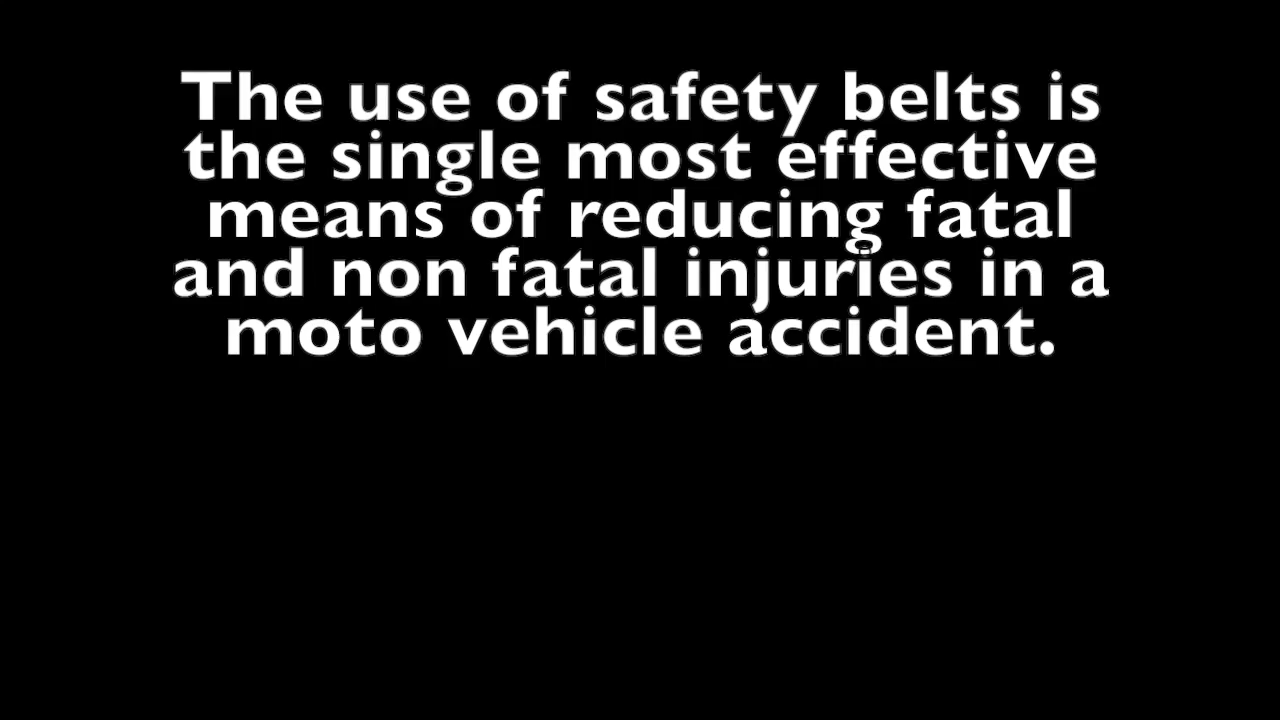 The use of safety belts is
the single most effective
means of reducing fatal
and non fatal injuries in a
moto vehicle accident.